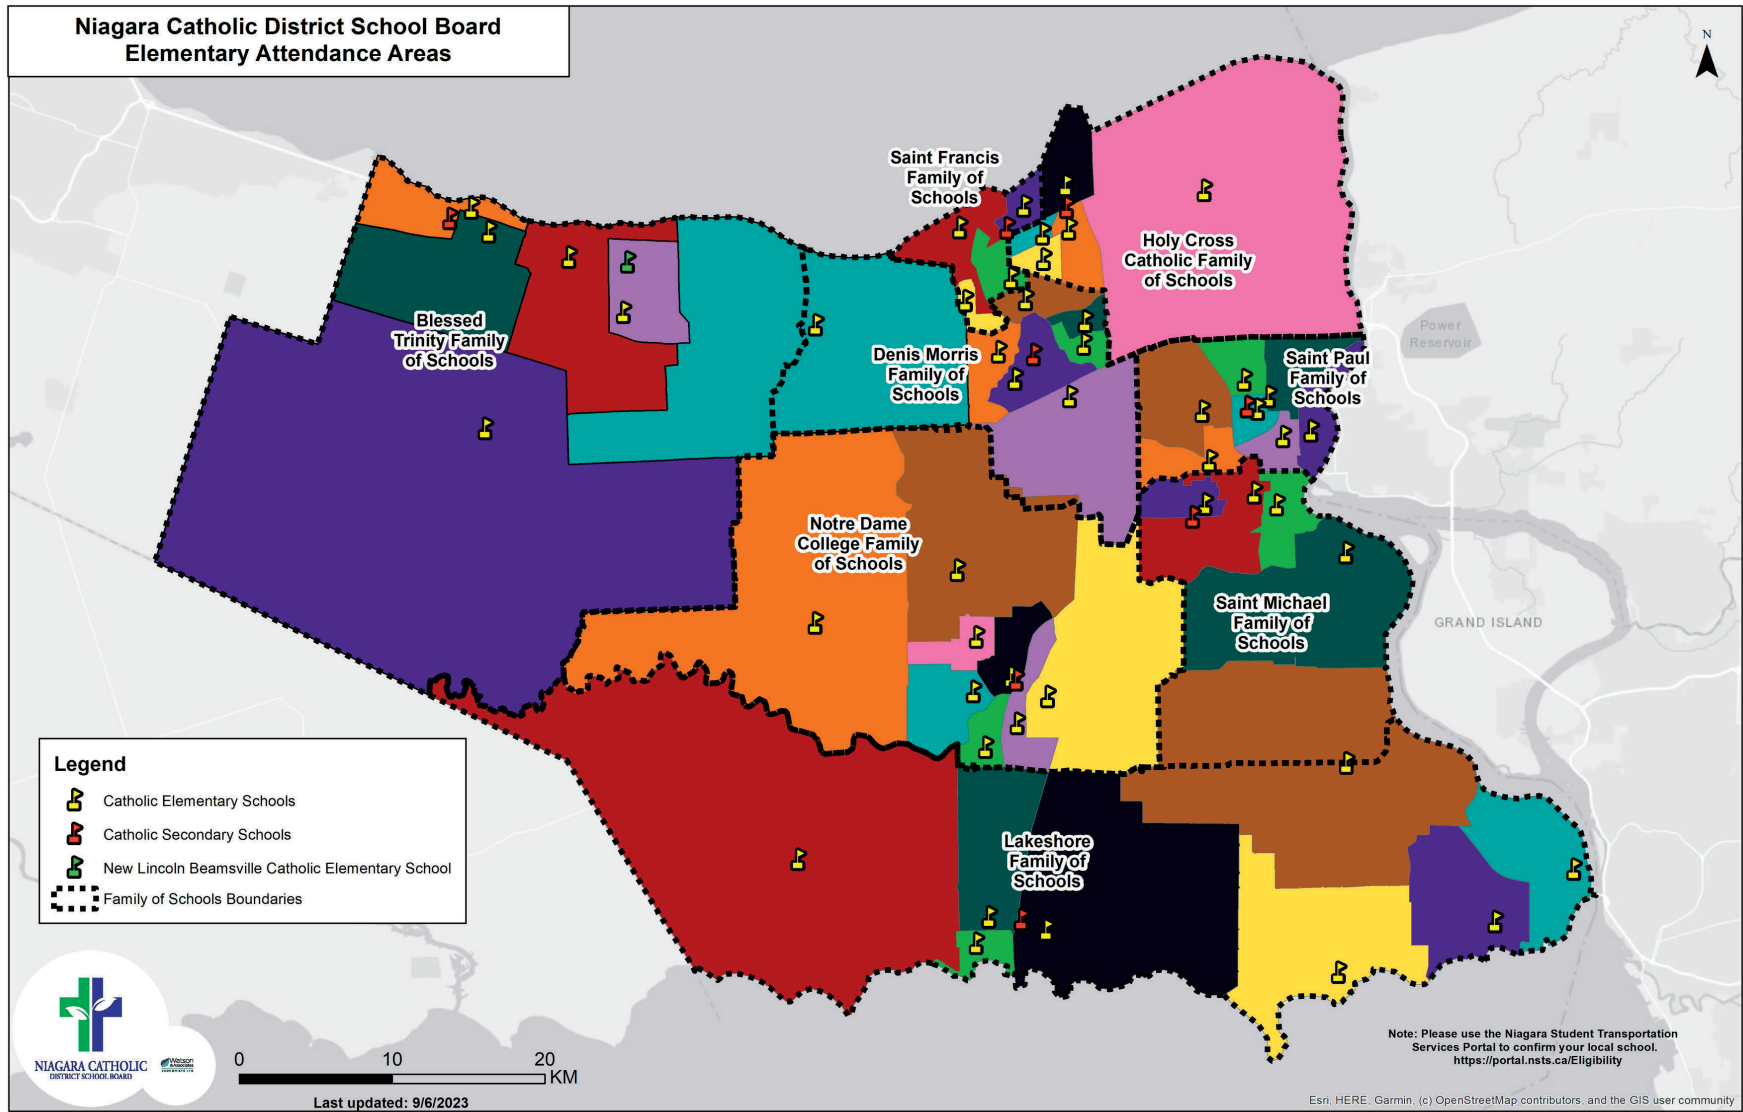 Niagara Catholic District School Board
Elementary Attendance Areas
N
Saint Francis
Family of
Schools
Holy Cross
Catholic Family
of Schools
Blessed
Trinity Family
of Schools
Denis Morris
Family of
Schools
Power
Reservoir
Saint Paul
Family of
Schools
Notre Dame
College Family
of Schools
Saint Michael
Family of
Schools
GRAND ISLAND
Lakeshore
Family of
Schools
Legend
Catholic Elementary Schools
Catholic Secondary Schools
New Lincoln Beamsville Catholic Elementary School
Family of Schools Boundaries
NIAGARA CATHOLIC
DISTRICT SCHOOL BOARD
Watson
& Associates
ECONOMISTS LTD.
0 10 20
KM
Last updated: 9/6/2023
Note: Please use the Niagara Student Transportation
Services Portal to confirm your local school.
https://portal.nsts.ca/Eligibility
Esri, HERE, Garmin, (c) OpenStreetMap contributors, and the GIS user community